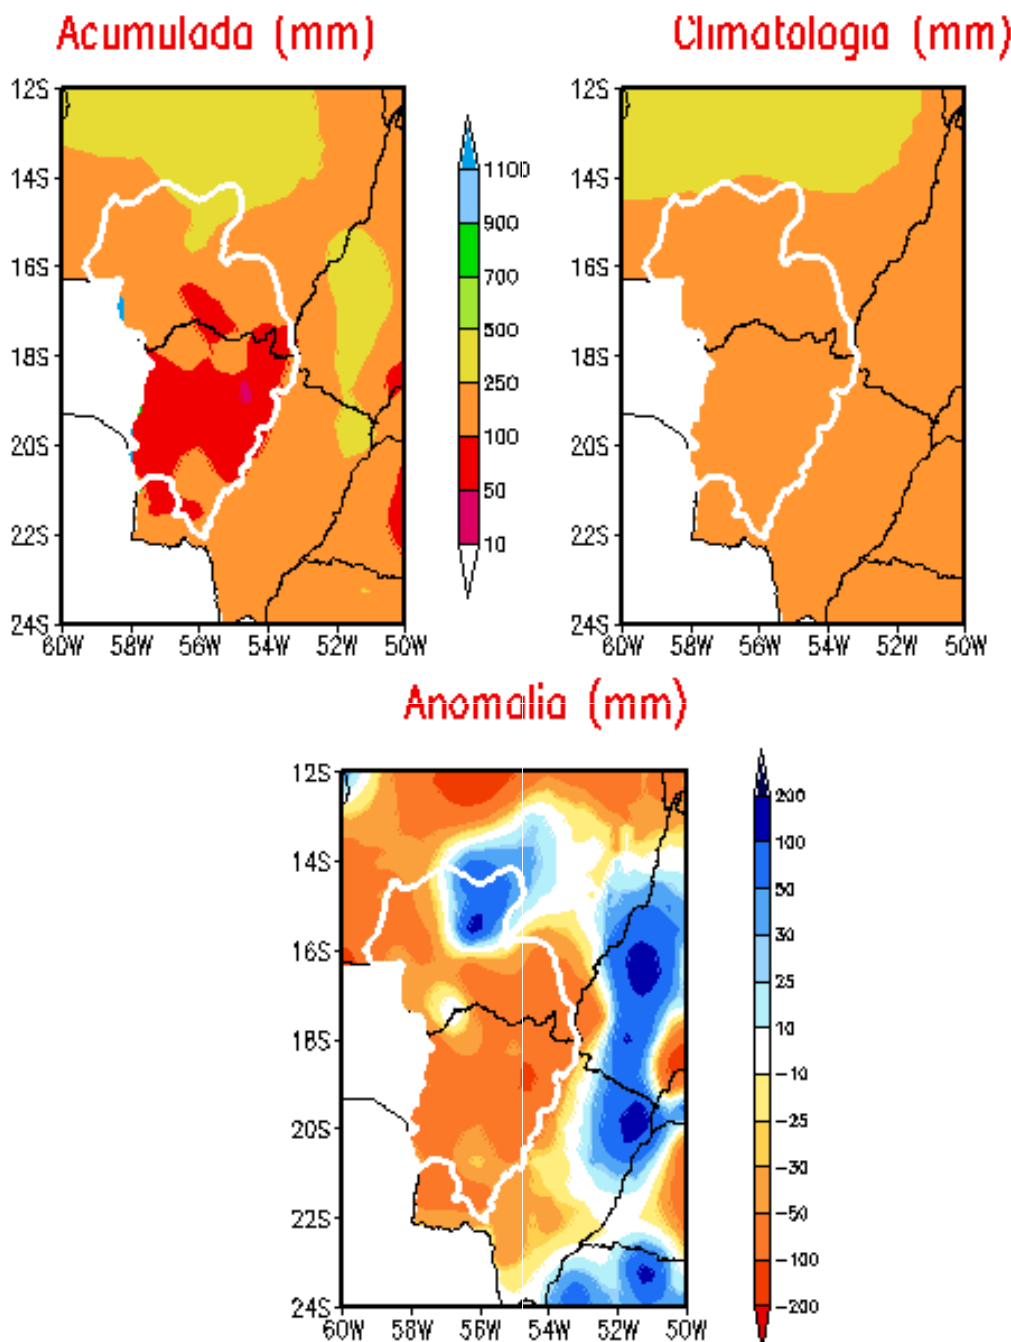 Acumulada (mm)
Climatologia (mm)
12S
14S
16S
18S
20S
22S
24S
60W 58W 56W 54W 52W 50W
1100
900
700
500
250
100
50
10
12S
14S
16S
18S
20S
22S
24S
60W 58W 56W 54W 52W 50W
Anomalia (mm)
12S
14S
16S
18S
20S
22S
24S
60W 58W 56W 54W 52W 50W
200
100
50
30
25
10
-10
-25
-30
-50
-100
-200